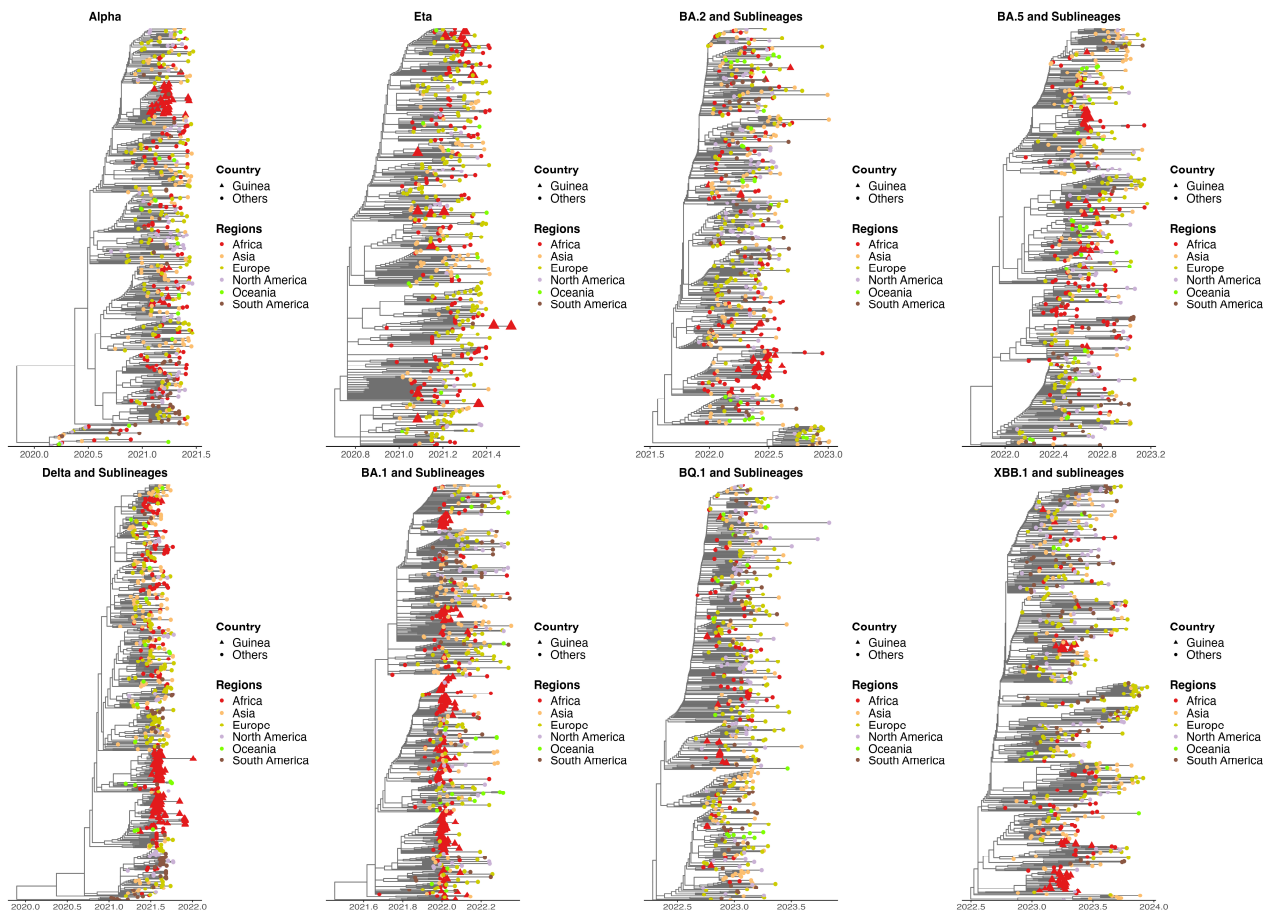 Alpha
Eta
BA.2 and Sublineages
BA.5 and Sublineages
Country
Guinea
Others
Regions
Africa
Asia
Europe
North America
Oceania
South America
Country
Guinea
Others
Regions
Africa
Asia
Europe
North America
Oceania
South America
Country
Guinea
Others
Regions
Africa
Asia
Europe
North America
Oceania
South America
Country
Guinea
Others
Regions
Africa
Asia
Europe
North America
Oceania
South America
2020.0 2020.5 2021.0 2021.5
2020.8 2021.0 2021.2 2021.4
2021.5 2022.0 2022.5 2023.0
2022.4 2022.8 2023.2
Delta and Sublineages
BA.1 and Sublineages
BQ.1 and Sublineages
XBB.1 and sublineages
Country
Guinea
Others
Regions
Africa
Asia
Europe
North America
Oceania
South America
Country
Guinea
Others
Regions
Africa
Asia
Europe
North America
Oceania
South America
Country
Guinea
Others
Regions
Africa
Asia
Europe
North America
Oceania
South America
Country
Guinea
Others
Regions
Africa
Asia
Europe
North America
Oceania
South America
2020.0 2020.5 2021.0 2021.5 2022.0
2021.6 2021.8 2022.0 2022.2
2022.5 2023.0 2023.5
2022.5 2023.0 2023.5 2024.0